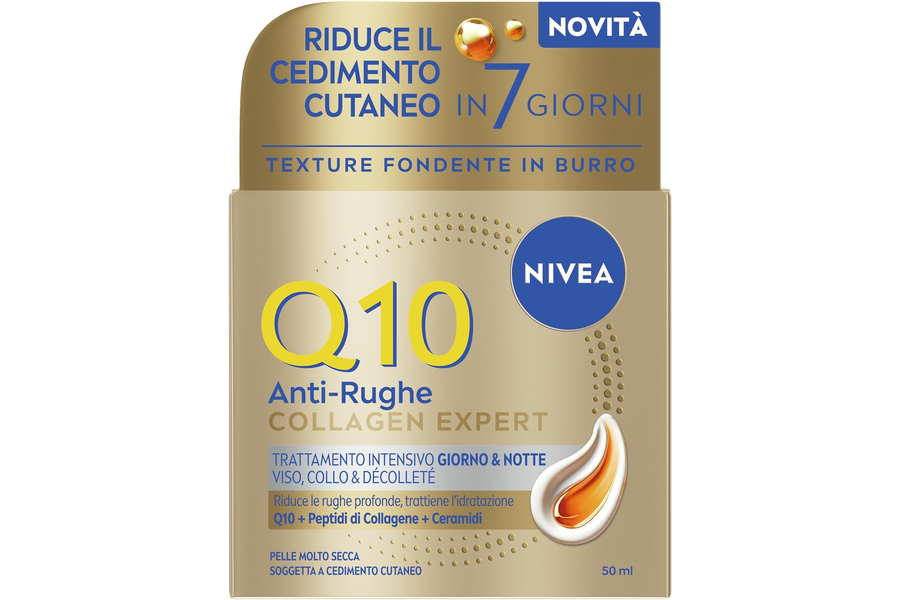 NOVITÀ
RIDUCE IL
CEDIMENTO
CUTANEO IN 7 GIORNI
TEXTURE FONDENTE IN BURRO
NIVEA
Q10
Anti-Rughe
COLLAGEN EXPERT
TRATTAMENTO INTENSIVO GIORNO & NOTTE
VISO, COLLO & DÉCOLLETÉ
Riduce le rughe profonde, trattiene l'idratazione
Q10 + Peptidi di Collagene + Ceramidi
PELLE MOLTO SECCA
SOGGETTA A CEDIMENTO CUTANEO
50 ml